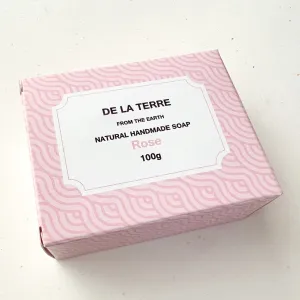 DE LA TERRE
FROM THE EARTH
NATURAL HANDMADE SOAP
Rose
100g